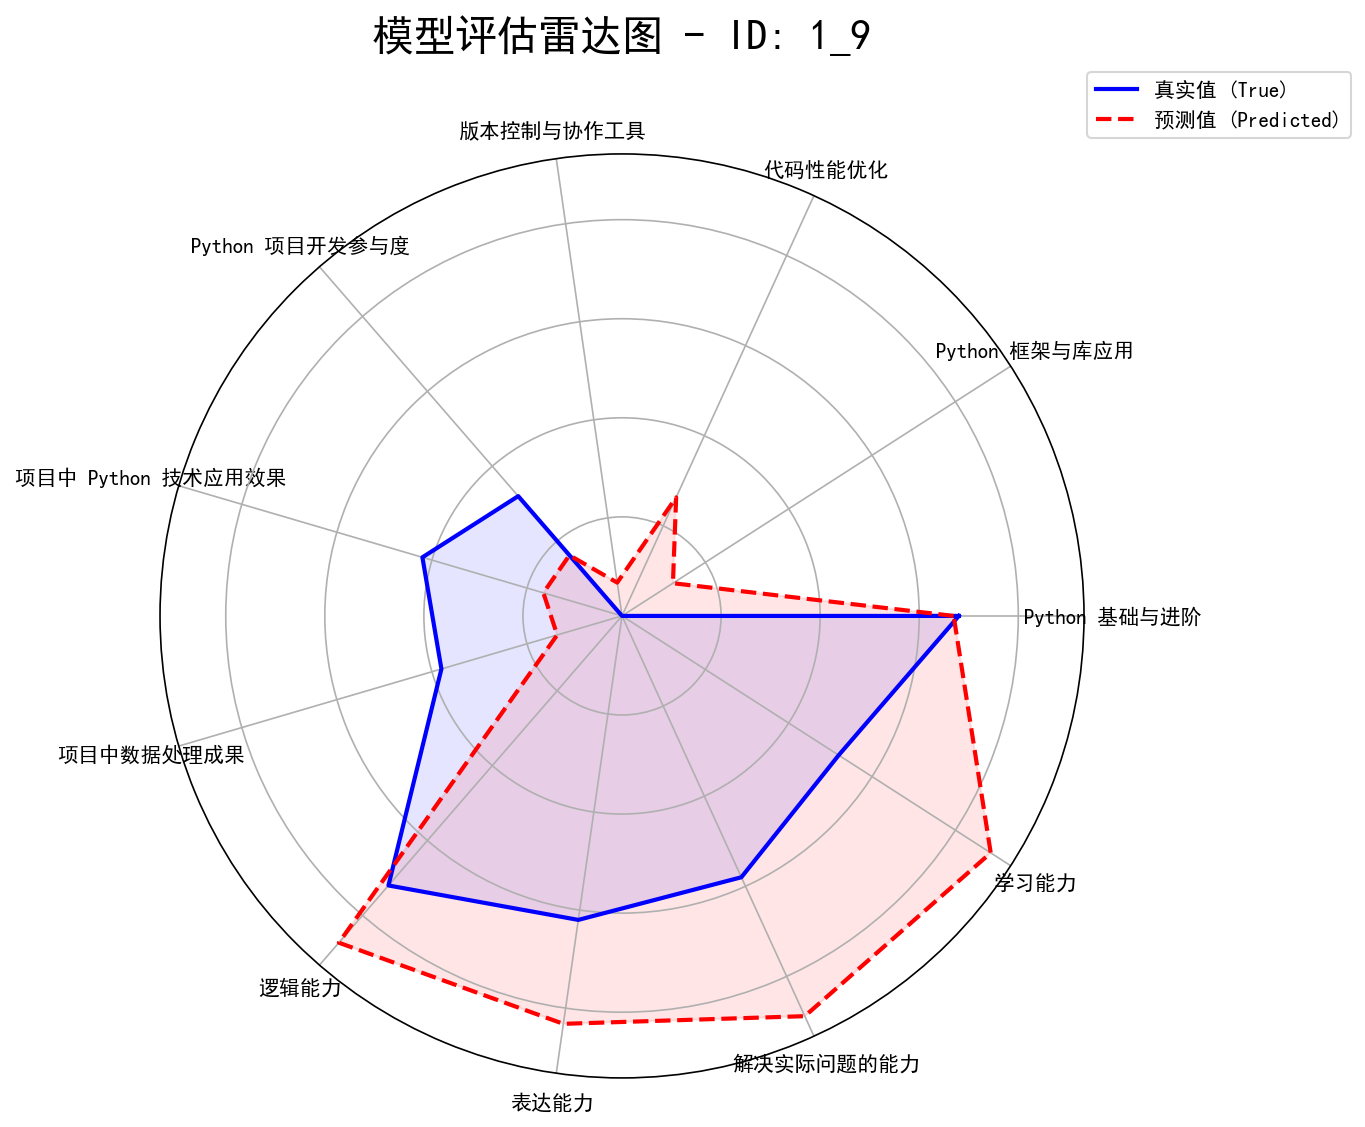 模型评估雷达图 - ID: 1_9
真实值 (True)
预测值 (Predicted)
版本控制与协作工具
代码性能优化
Python 项目开发参与度
Python 框架与库应用
项目中 Python 技术应用效果
Python 基础与进阶
项目中数据处理成果
学习能力
逻辑能力
解决实际问题的能力
表达能力